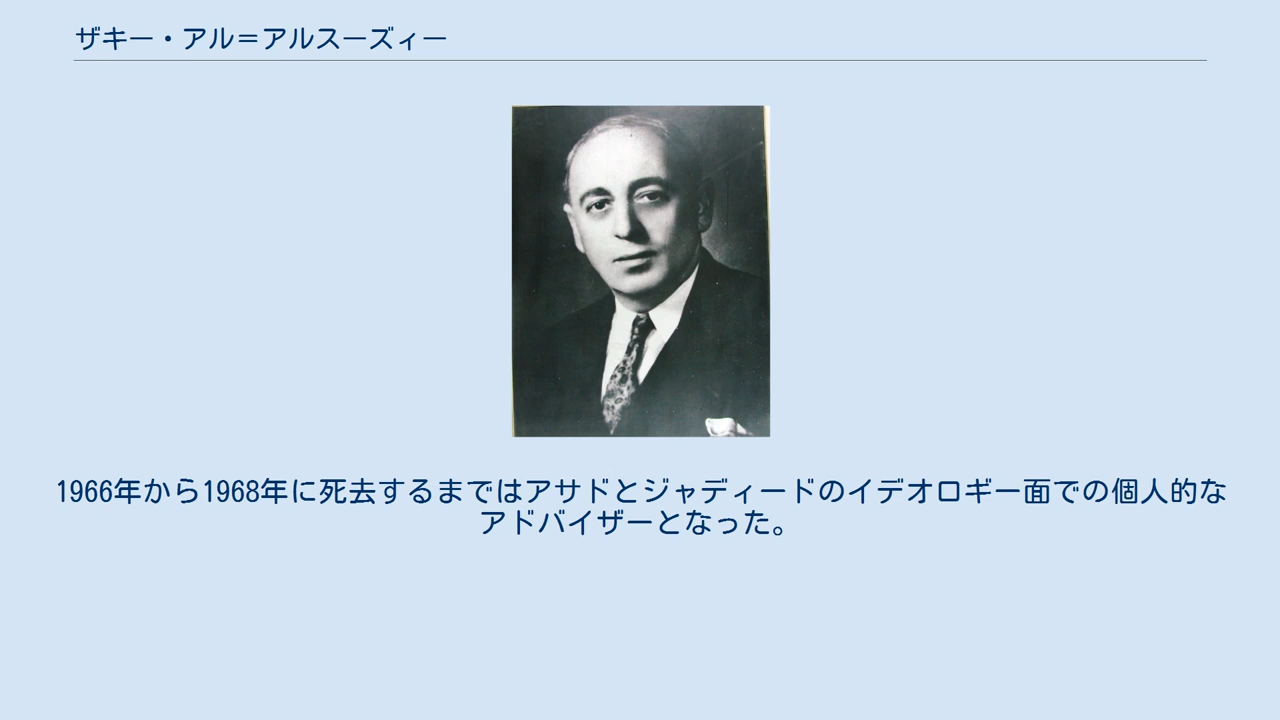 ザキー・アル＝アルスーズィー
1966年から1968年に死去するまではアサドとジャディードのイデオロギー面での個人的な
アドバイザーとなった。